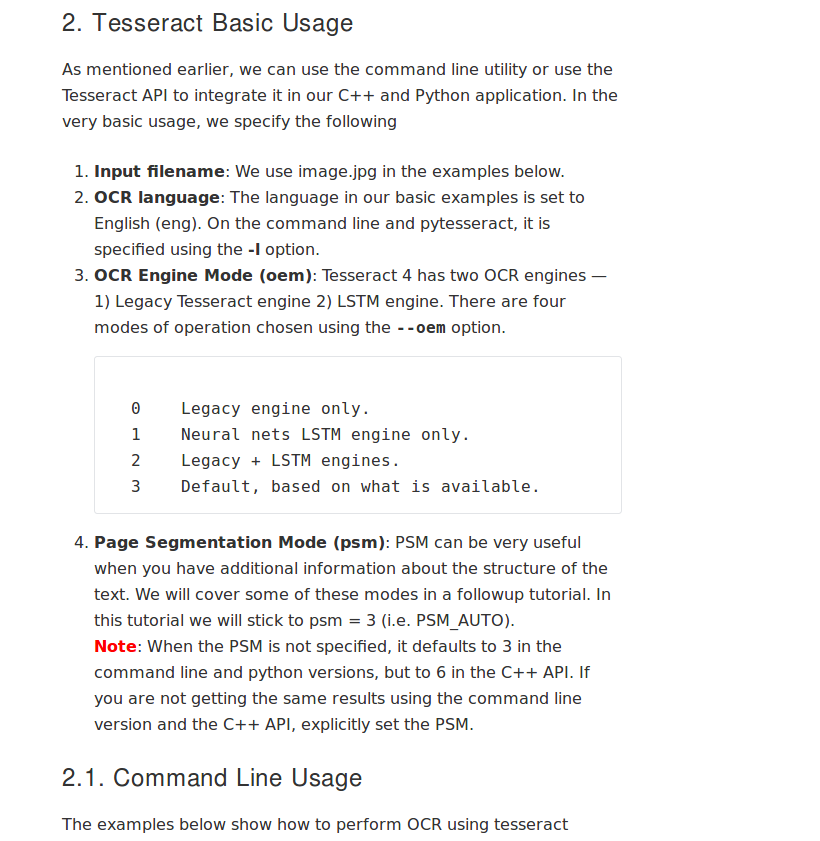 2. Tesseract Basic Usage
As mentioned earlier, we can use the command line utility or use the
Tesseract API to integrate it in our C++ and Python application. In the
very basic usage, we specify the following
1. Input filename: We use image.jpg in the examples below.
2. OCR language: The language in our basic examples is set to
English (eng). On the command line and pytesseract, it is
specified using the -l option.
3. OCR Engine Mode (oem): Tesseract 4 has two OCR engines —
1) Legacy Tesseract engine 2) LSTM engine. There are four
modes of operation chosen using the --oem option.
0 Legacy engine only.
1 Neural nets LSTM engine only.
2 Legacy + LSTM engines.
3 Default, based on what is available.
4. Page Segmentation Mode (psm): PSM can be very useful
when you have additional information about the structure of the
text. We will cover some of these modes in a followup tutorial. In
this tutorial we will stick to psm = 3 (i.e. PSM_AUTO).
Note: When the PSM is not specified, it defaults to 3 in the
command line and python versions, but to 6 in the C++ API. If
you are not getting the same results using the command line
version and the C++ API, explicitly set the PSM.
2.1. Command Line Usage
The examples below show how to perform OCR using tesseract